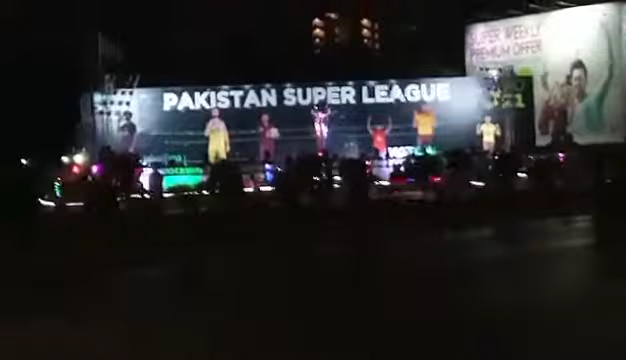 PAKISTAN SUPER LEAGUE
SUPER WEEKLY
PREMIUM OFFER